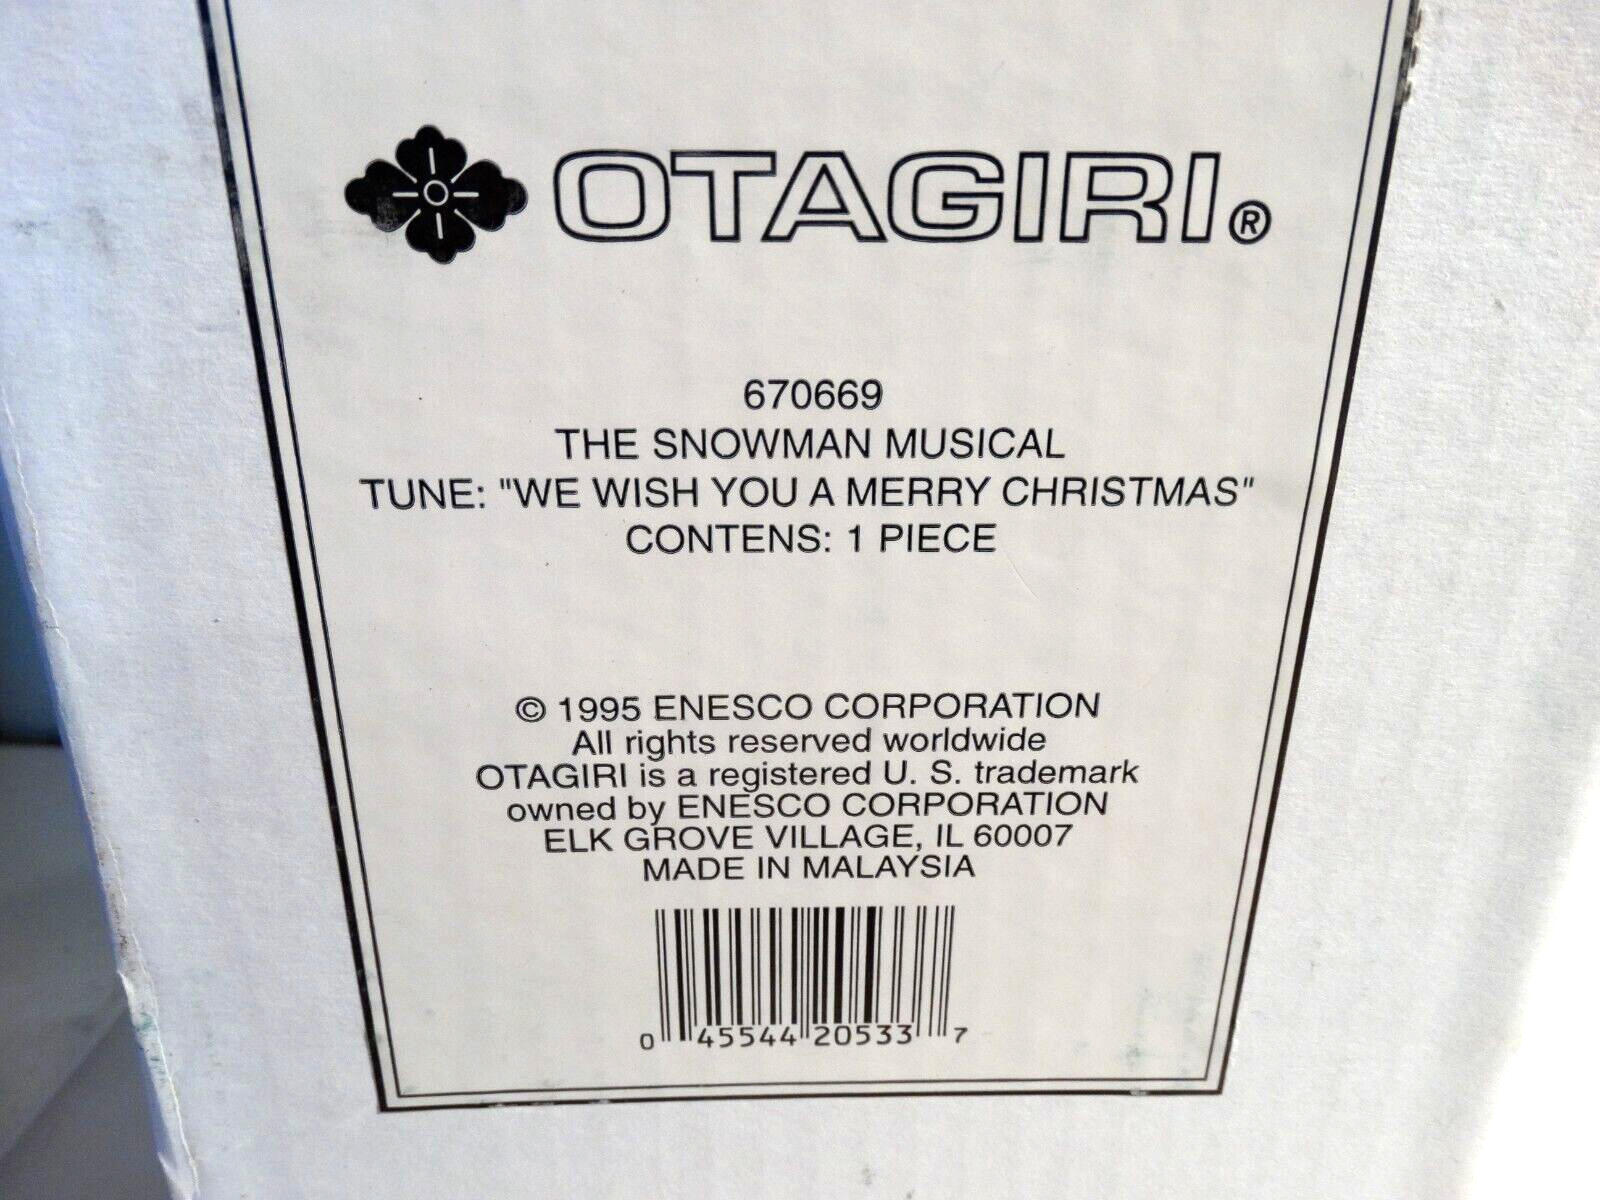 OTAGIRI®
670669
THE SNOWMAN MUSICAL
TUNE: "WE WISH YOU A MERRY CHRISTMAS"
CONTENS: 1 PIECE
© 1995 ENESCO CORPORATION
All rights reserved worldwide
OTAGIRI is a registered U. S. trademark
owned by ENESCO CORPORATION
ELK GROVE VILLAGE, IL 60007
MADE IN MALAYSIA
0 45544 20533 7